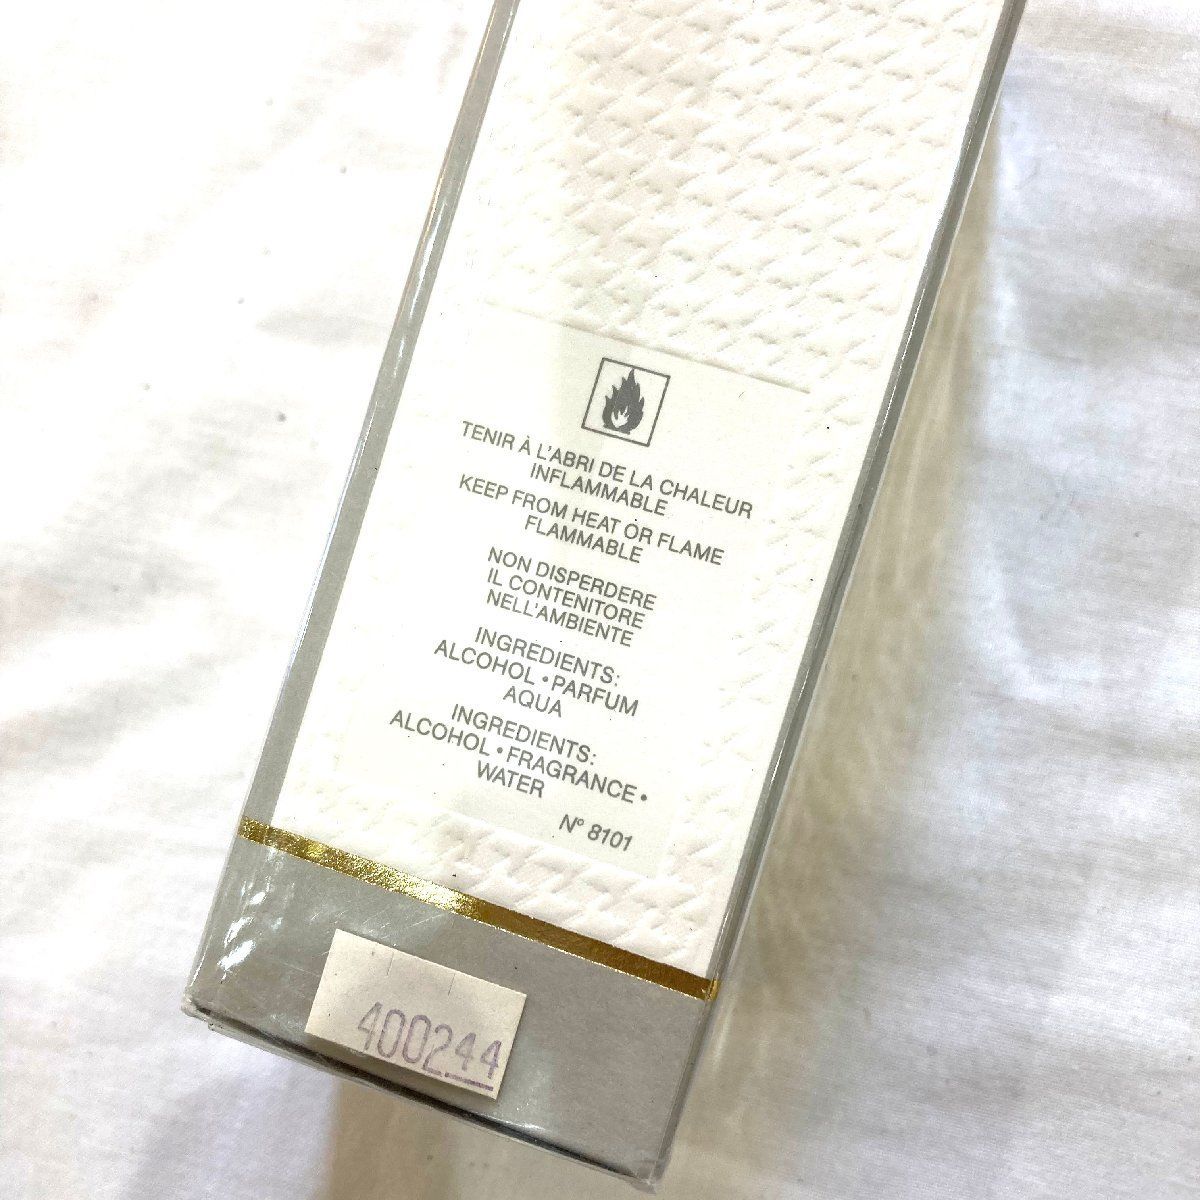 TENIR À L'ABRI DE LA CHALEUR
INFLAMMABLE
KEEP FROM HEAT OR FLAME
FLAMMABLE
NON DISPERDERE
IL CONTENITORE
NELL'AMBIENTE
INGREDIENTS:
ALCOHOL • PARFUM
AQUA
INGREDIENTS:
ALCOHOL • FRAGRANCE •
WATER
N° 8101
400244